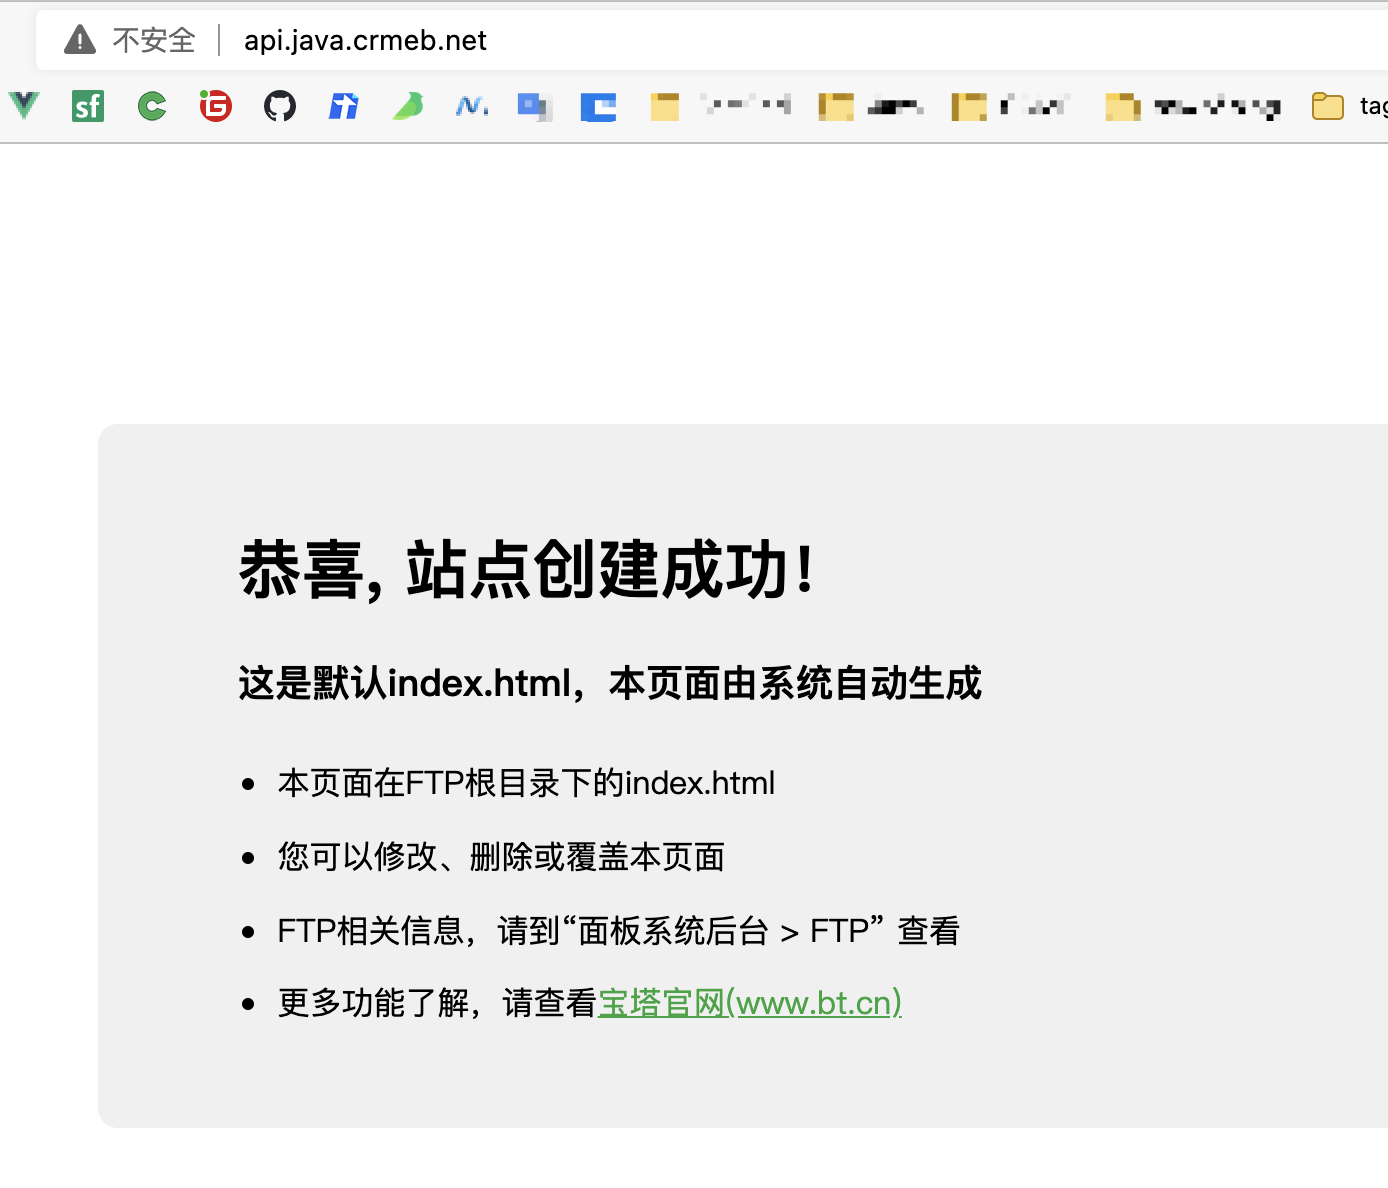 不安全 api.java.crmeb.net
sf
tag
恭喜, 站点创建成功！
这是默认index.html，本页面由系统自动生成
本页面在FTP根目录下的index.html
您可以修改、删除或覆盖本页面
FTP相关信息，请到“面板系统后台 > FTP” 查看
更多功能了解，请查看宝塔官网(www.bt.cn)